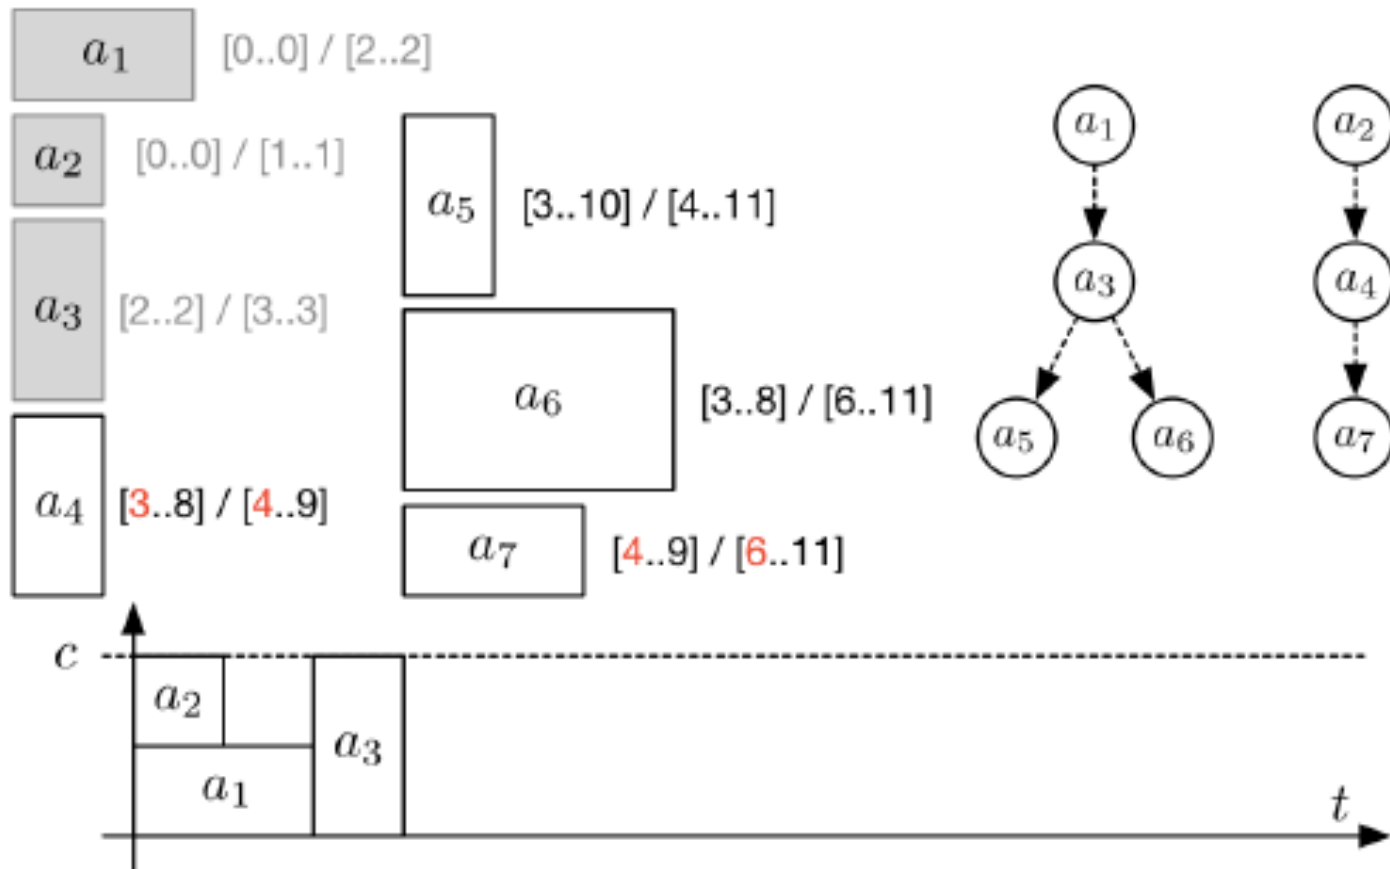 a₁ [0..0] / [2..2]
a₂ [0..0] / [1..1]
a₃ [2..2] / [3..3]
a₄ [3..8] / [4..9]
a₅ [3..10] / [4..11]
a₆ [3..8] / [6..11]
a₇ [4..9] / [6..11]
a₁ a₂
a₃ a₄
a₅ a₆ a₇
c
a₂
a₁
a₃
t